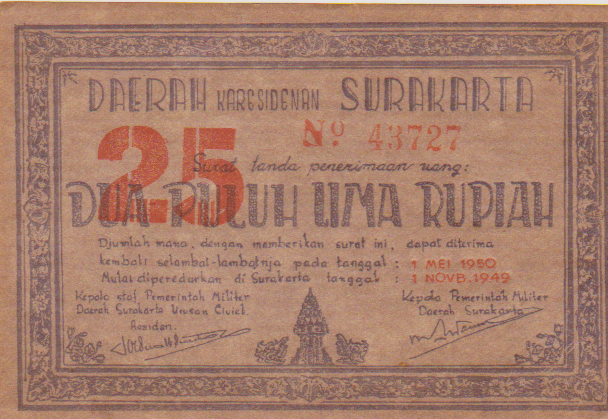 DAERAH KARESIDENAN SURAKARTA
25
Nº 43727
Surat tanda penerimaan uang:
DUA PULUH LIMA RUPIAH
Djumlah mana, dengan memberikan surat ini, dapat diterima
kembali selambat-lambatnja pada tanggal : 1 MEI 1950
Mulai diperedarkan di Surakarta tanggal : 1 NOVB. 1949
Kepala staf Pemerintah Militer
Daerah Surakarta Urusan Civiel.
Residen.
Kepala Pemerintah Militer
Daerah Surakarta